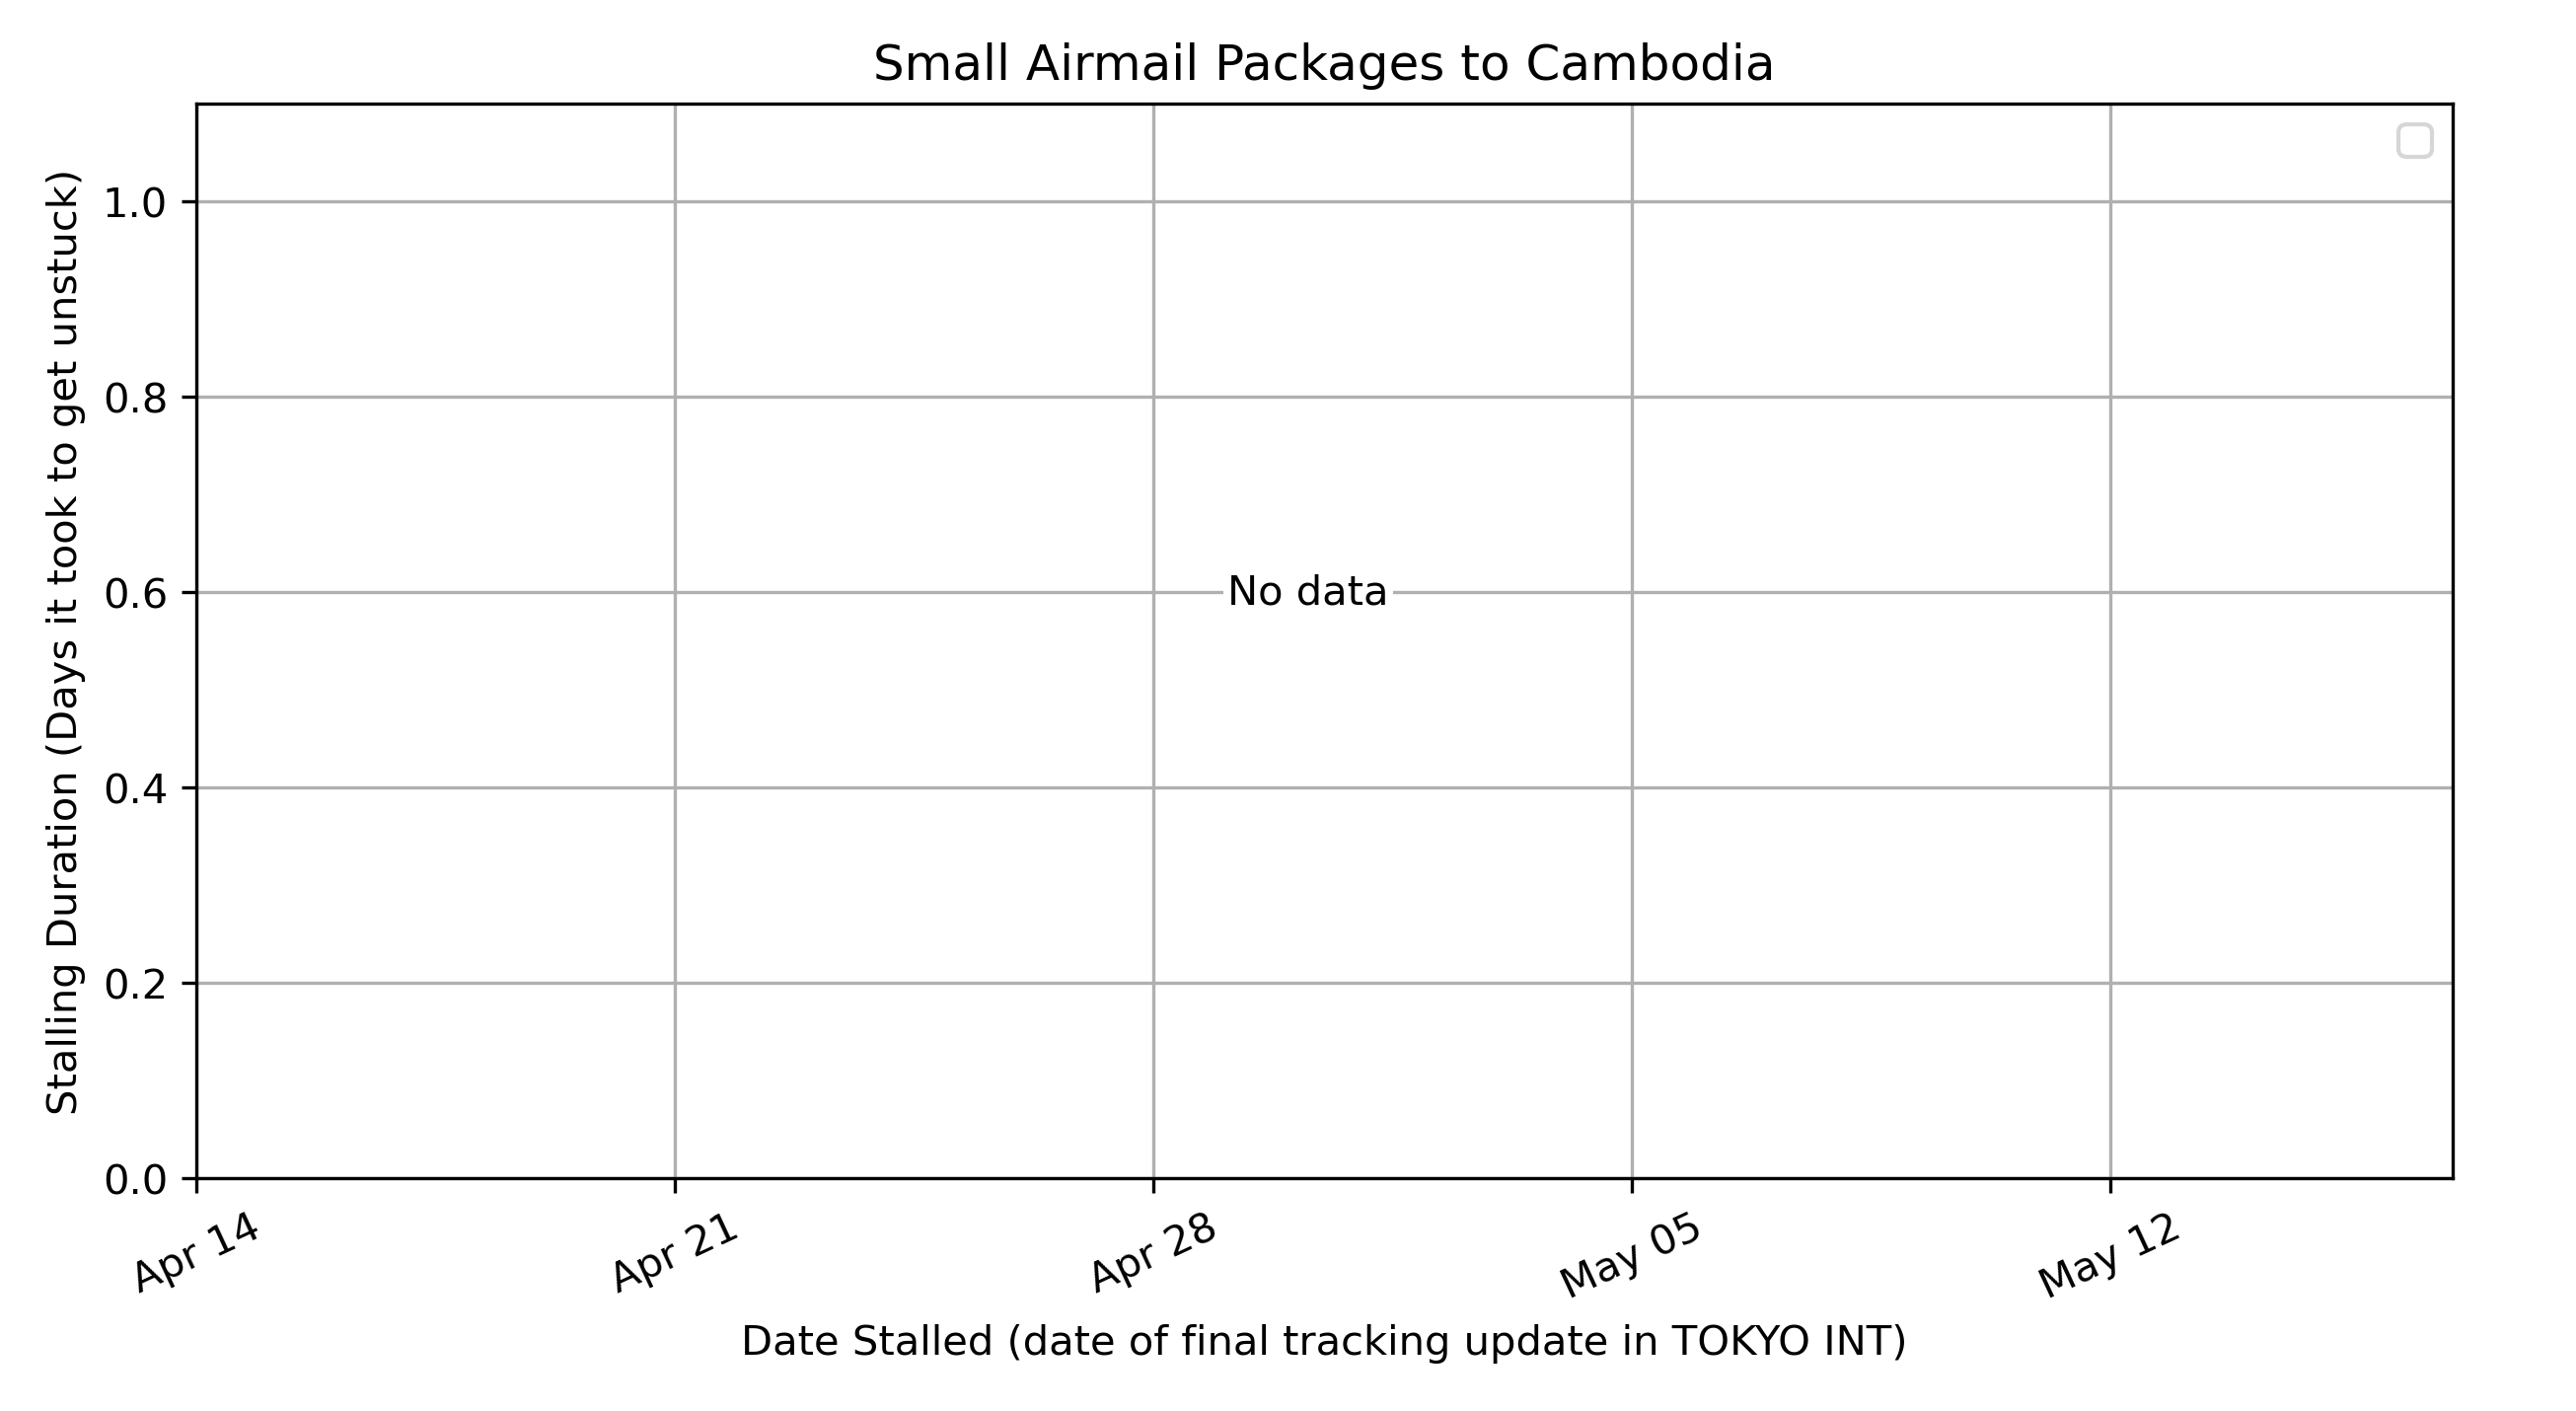 Small Airmail Packages to Cambodia
Stalling Duration (Days it took to get unstuck)
1.0
0.8
0.6
0.4
0.2
0.0
No data
Apr 14
Apr 21
Apr 28
May 05
May 12
Date Stalled (date of final tracking update in TOKYO INT)